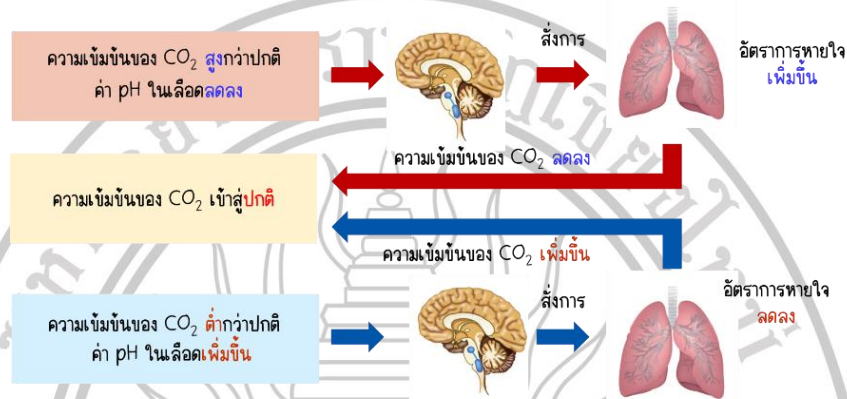 ความเข้มข้นของ CO₂ สูงกว่าปกติ
ค่า pH ในเลือดลดลง
สั่งการ
อัตราการหายใจ
เพิ่มขึ้น
ความเข้มข้นของ CO₂ ลดลง
ความเข้มข้นของ CO₂ เข้าสู่ปกติ
ความเข้มข้นของ CO₂ เพิ่มขึ้น
ความเข้มข้นของ CO₂ ต่ำกว่าปกติ
ค่า pH ในเลือดเพิ่มขึ้น
สั่งการ
อัตราการหายใจ
ลดลง